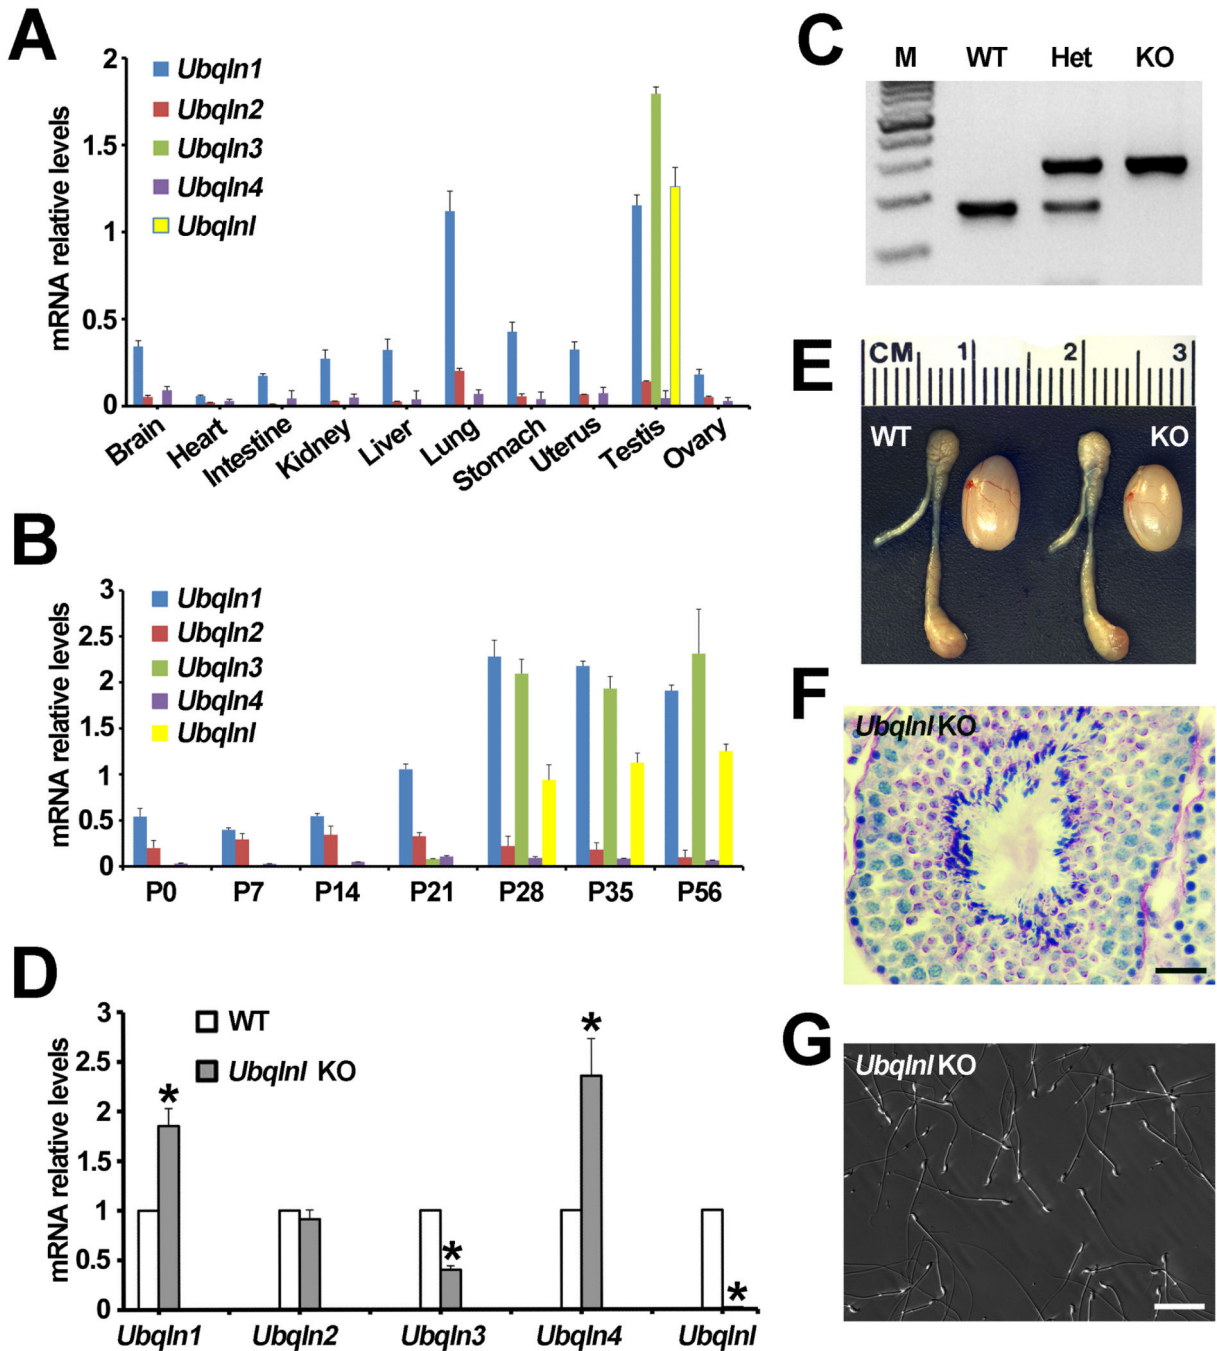 A
mRNA relative levels
2
1.5
1
0.5
0
Ubqln1
Ubqln2
Ubqln3
Ubqln4
Ubqlnl
Brain
Heart
Intestine
Kidney
Liver
Lung
Stomach
Uterus
Testis
Ovary
B
mRNA relative levels
3
2.5
2
1.5
1
0.5
0
Ubqln1
Ubqln2
Ubqln3
Ubqln4
Ubqlnl
P0 P7 P14 P21 P28 P35 P56
C
M WT Het KO
D
mRNA relative levels
3
2.5
2
1.5
1
0.5
0
WT
Ubqlnl KO
*
*
*
*
Ubqln1 Ubqln2 Ubqln3 Ubqln4 Ubqlnl
E
CM 1 2 3
WT KO
F
Ubqlnl KO
G
Ubqlnl KO